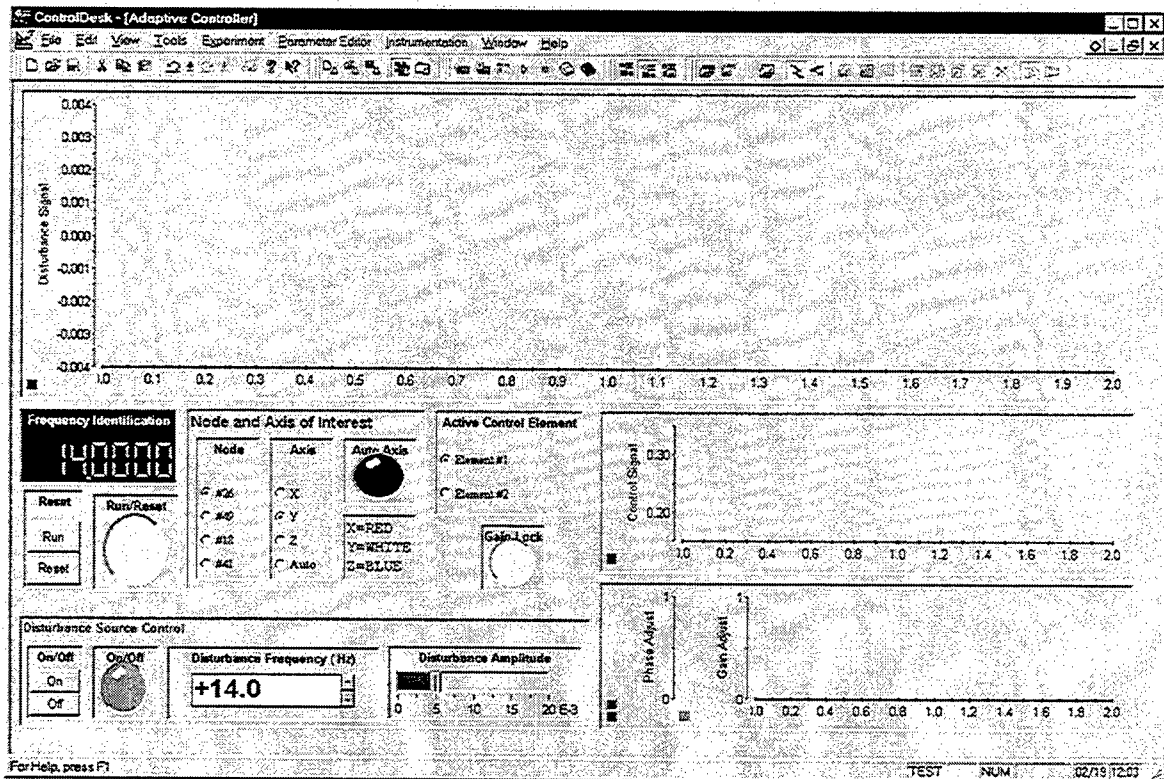 ControlDesk - [Adaptive Controller]
File Edit View Tools Experiment Parameter Editor Instrumentation Window Help
Disturbance Signal
0.004
0.003
0.002
0.001
0.000
-0.001
-0.002
-0.003
-0.004
1.0 0.1 0.2 0.3 0.4 0.5 0.6 0.7 0.8 0.9 1.0 1.1 1.2 1.3 1.4 1.5 1.6 1.7 1.8 1.9 2.0
Frequency Identification
14.0000
Reset
Run
Reset
Run/Reset
Node and Axis of Interest
Node
#26
#49
#12
#41
Axis
X
Y
Z
Auto
Auto Axis
X=RED
Y=WHITE
Z=BLUE
Active Control Element
Element #1
Element #2
Gain Lock
Control Signal
0.30
0.20
1.0 0.2 0.4 0.6 0.8 1.0 1.2 1.4 1.6 1.8 2.0
Phase Adjust
1
0
Gain Adjust
1
0
1.0 0.2 0.4 0.6 0.8 1.0 1.2 1.4 1.6 1.8 2.0
Disturbance Source Control
On/Off
On
Off
On/Off
Disturbance Frequency (Hz)
+14.0
Disturbance Amplitude
0 5 10 15 20 E-3
For Help, press F1
TEST NUM 02/19 12:03